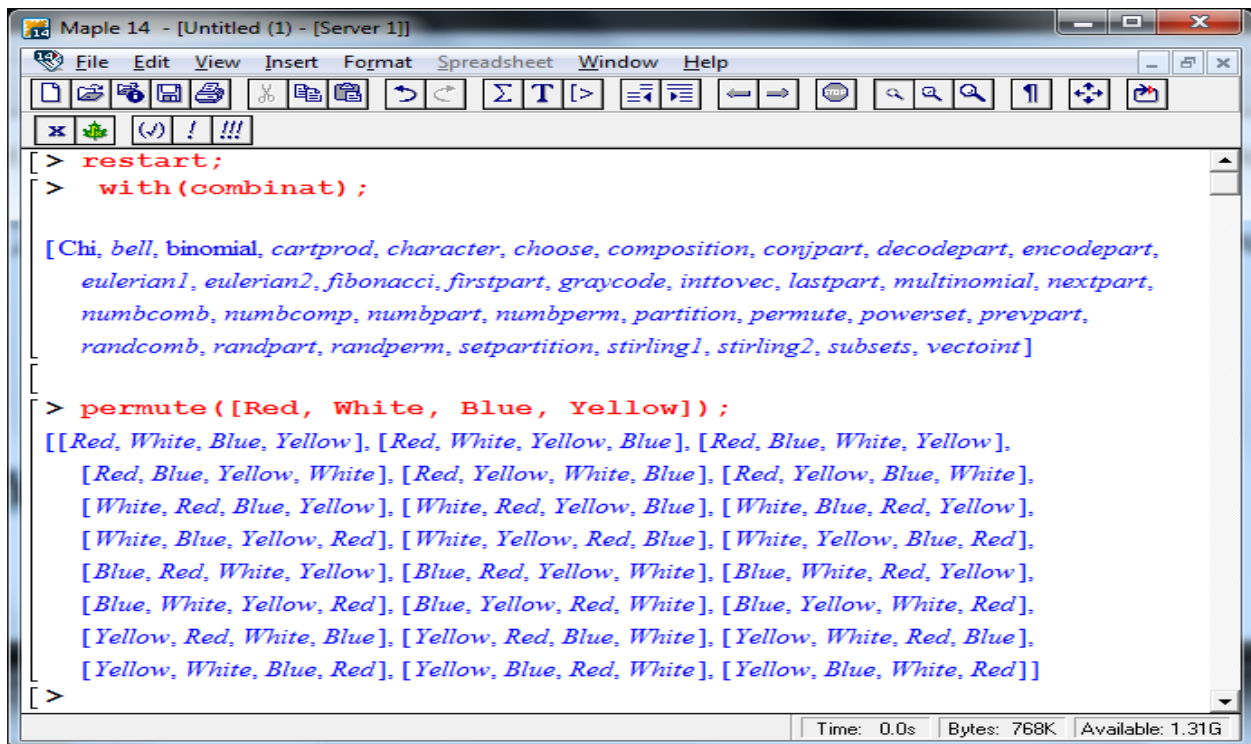 Maple 14 - [Untitled (1) - [Server 1]]
File Edit View Insert Format Spreadsheet Window Help
[> restart;
[> with(combinat);
[Chi, bell, binomial, cartprod, character, choose, composition, conjpart, decodepart, encodepart,
eulerian1, eulerian2, fibonacci, firstpart, graycode, inttovec, lastpart, multinomial, nextpart,
numbcomb, numbcomp, numbpart, numbperm, partition, permute, powerset, prevpart,
randcomb, randpart, randperm, setpartition, stirling1, stirling2, subsets, vectoint]
[> permute([Red, White, Blue, Yellow]);
[[Red, White, Blue, Yellow], [Red, White, Yellow, Blue], [Red, Blue, White, Yellow],
[Red, Blue, Yellow, White], [Red, Yellow, White, Blue], [Red, Yellow, Blue, White],
[White, Red, Blue, Yellow], [White, Red, Yellow, Blue], [White, Blue, Red, Yellow],
[White, Blue, Yellow, Red], [White, Yellow, Red, Blue], [White, Yellow, Blue, Red],
[Blue, Red, White, Yellow], [Blue, Red, Yellow, White], [Blue, White, Red, Yellow],
[Blue, White, Yellow, Red], [Blue, Yellow, Red, White], [Blue, Yellow, White, Red],
[Yellow, Red, White, Blue], [Yellow, Red, Blue, White], [Yellow, White, Red, Blue],
[Yellow, White, Blue, Red], [Yellow, Blue, Red, White], [Yellow, Blue, White, Red]]
[>
Time: 0.0s Bytes: 768K Available: 1.31G